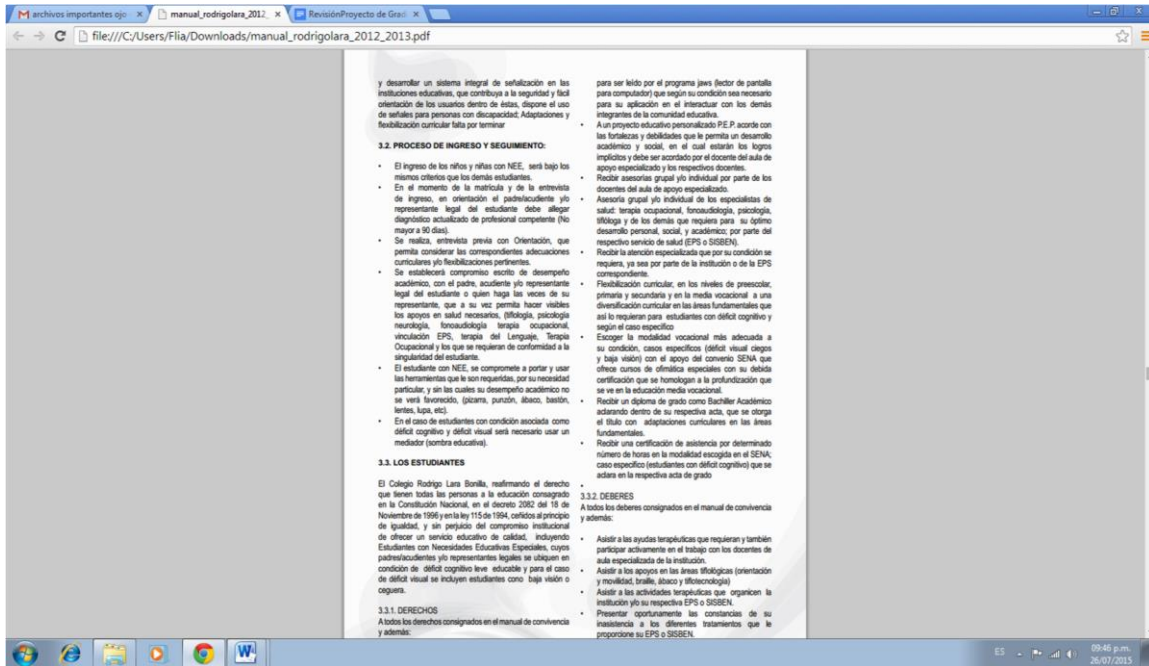 archivos importantes ojo
manual_rodrigolara_2012_
RevisiónProyecto de Grad
file:///C:/Users/Flia/Downloads/manual_rodrigolara_2012_2013.pdf
y desarrollar un sistema integral de señalización en las
instituciones educativas, que contribuya a la seguridad y fácil
orientación de los usuarios dentro de éstas, dispone el uso
de señales para personas con discapacidad; Adaptaciones y
flexibilización curricular falta por terminar
3.2. PROCESO DE INGRESO Y SEGUIMIENTO:
• El ingreso de los niños y niñas con NEE, será bajo los
mismos criterios que los demás estudiantes.
• En el momento de la matrícula y de la entrevista
de ingreso, en orientación el padre/acudiente y/o
representante legal del estudiante debe allegar
diagnóstico actualizado de profesional competente (No
mayor a 90 días).
• Se realiza, entrevista previa con Orientación, que
permita considerar las correspondientes adecuaciones
curriculares y/o flexibilizaciones pertinentes.
• Se establecerá compromiso escrito de desempeño
académico, con el padre, acudiente y/o representante
legal del estudiante o quien haga las veces de su
representante, que a su vez permita hacer visibles
los apoyos en salud necesarios, (tiflología, psicología
neurología, fonoaudiología terapia ocupacional,
vinculación EPS, terapia del Lenguaje, Terapia
Ocupacional y los que se requieran de conformidad a la
singularidad del estudiante.
• El estudiante con NEE, se compromete a portar y usar
las herramientas que le son requeridas, por su necesidad
particular, y sin las cuales su desempeño académico no
se verá favorecido, (pizarra, punzón, ábaco, bastón,
lentes, lupa, etc).
• En el caso de estudiantes con condición asociada como
déficit cognitivo y déficit visual será necesario usar un
mediador (sombra educativa).
3.3. LOS ESTUDIANTES
El Colegio Rodrigo Lara Bonilla, reafirmando el derecho
que tienen todas las personas a la educación consagrado
en la Constitución Nacional, en el decreto 2082 del 18 de
Noviembre de 1996 y en la ley 115 de 1994, ceñidos al principio
de igualdad, y sin perjuicio del compromiso institucional
de ofrecer un servicio educativo de calidad, incluyendo
Estudiantes con Necesidades Educativas Especiales, cuyos
padres/acudientes y/o representantes legales se ubiquen en
condición de déficit cognitivo leve educable y para el caso
de déficit visual se incluyen estudiantes cono baja visión o
ceguera.
3.3.1. DERECHOS
A todos los derechos consignados en el manual de convivencia
y además:
para ser leído por el programa jaws (lector de pantalla
para computador) que según su condición sea necesario
para su aplicación en el interactuar con los demás
integrantes de la comunidad educativa.
• A un proyecto educativo personalizado P.E.P. acorde con
las fortalezas y debilidades que le permita un desarrollo
académico y social, en el cual estarán los logros
implícitos y debe ser acordado por el docente del aula de
apoyo especializado y los respectivos docentes.
• Recibir asesorías grupal y/o individual por parte de los
docentes del aula de apoyo especializado.
• Asesoría grupal y/o individual de los especialistas de
salud: terapia ocupacional, fonoaudiología, psicología,
tiflóloga y de los demás que requiera para su óptimo
desarrollo personal, social, y académico; por parte del
respectivo servicio de salud (EPS o SISBEN).
• Recibir la atención especializada que por su condición se
requiera, ya sea por parte de la institución o de la EPS
correspondiente.
• Flexibilización curricular, en los niveles de preescolar,
primaria y secundaria y en la media vocacional a una
diversificación curricular en las áreas fundamentales que
así lo requieran para estudiantes con déficit cognitivo y
según el caso específico
• Escoger la modalidad vocacional más adecuada a
su condición, casos específicos (déficit visual ciegos
y baja visión) con el apoyo del convenio SENA que
ofrece cursos de ofimática especiales con su debida
certificación que se homologan a la profundización que
se ve en la educación media vocacional.
• Recibir un diploma de grado como Bachiller Académico
aclarando dentro de su respectiva acta, que se otorga
el título con adaptaciones curriculares en las áreas
fundamentales.
• Recibir una certificación de asistencia por determinado
número de horas en la modalidad escogida en el SENA;
caso específico (estudiantes con déficit cognitivo) que se
aclara en la respectiva acta de grado
•
3.3.2. DEBERES
A todos los deberes consignados en el manual de convivencia
y además:
• Asistir a las ayudas terapéuticas que requieran y también
participar activamente en el trabajo con los docentes de
aula especializada de la institución.
• Asistir a los apoyos en las áreas tiflológicas (orientación
y movilidad, braille, ábaco y tiflotecnología)
• Asistir a las actividades terapéuticas que organicen la
institución y/o su respectiva EPS o SISBEN.
• Presentar oportunamente las constancias de su
inasistencia a los diferentes tratamientos que le
proporcione su EPS o SISBEN.
ES
09:46 p.m.
26/07/2015